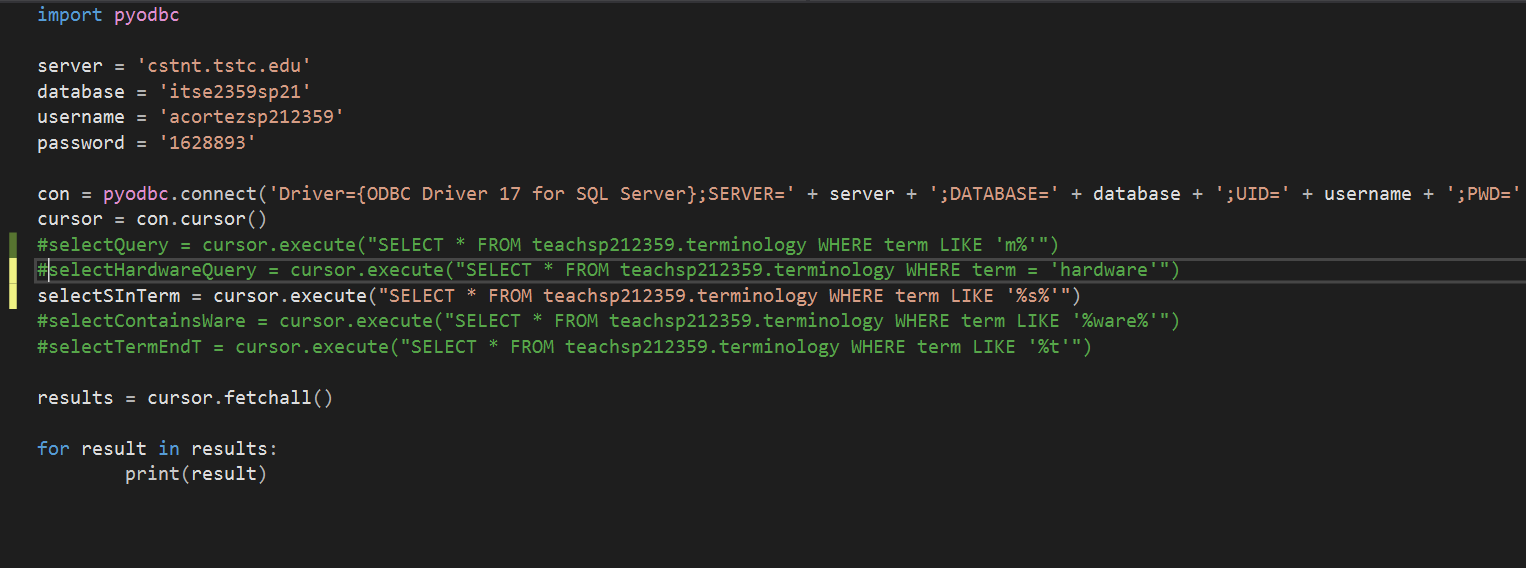 import pyodbc
server = 'cstnt.tstc.edu'
database = 'itse2359sp21'
username = 'acortezsp212359'
password = '1628893'
con = pyodbc.connect('Driver={ODBC Driver 17 for SQL Server};SERVER=' + server + ';DATABASE=' + database + ';UID=' + username + ';PWD='
cursor = con.cursor()
#selectQuery = cursor.execute("SELECT * FROM teachsp212359.terminology WHERE term LIKE 'm%'")
#selectHardwareQuery = cursor.execute("SELECT * FROM teachsp212359.terminology WHERE term = 'hardware'")
selectSInTerm = cursor.execute("SELECT * FROM teachsp212359.terminology WHERE term LIKE '%s%'")
#selectContainsWare = cursor.execute("SELECT * FROM teachsp212359.terminology WHERE term LIKE '%ware%'")
#selectTermEndT = cursor.execute("SELECT * FROM teachsp212359.terminology WHERE term LIKE '%t'")
results = cursor.fetchall()
for result in results:
        print(result)